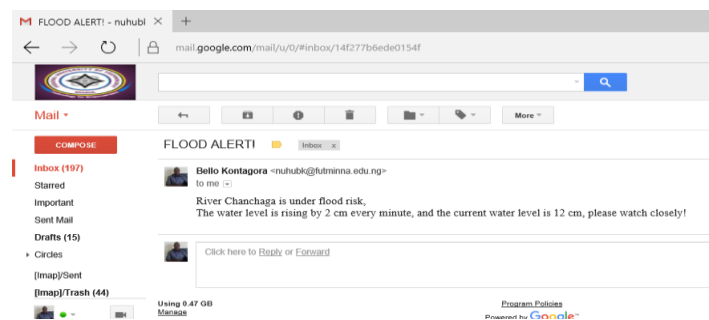 FLOOD ALERT! - nuhubl
mail.google.com/mail/u/0/#inbox/14f277b6ede0154f
Mail
More
COMPOSE
FLOOD ALERT!
Inbox x
Inbox (197)
Starred
Important
Sent Mail
Drafts (15)
Circles
[Imap]/Sent
[Imap]/Trash (44)
Bello Kontagora <nuhubk@futminna.edu.ng>
to me
River Chanchaga is under flood risk,
The water level is rising by 2 cm every minute, and the current water level is 12 cm, please watch closely!
Click here to Reply or Forward
Using 0.47 GB
Manage
Program Policies
Powered by Google™